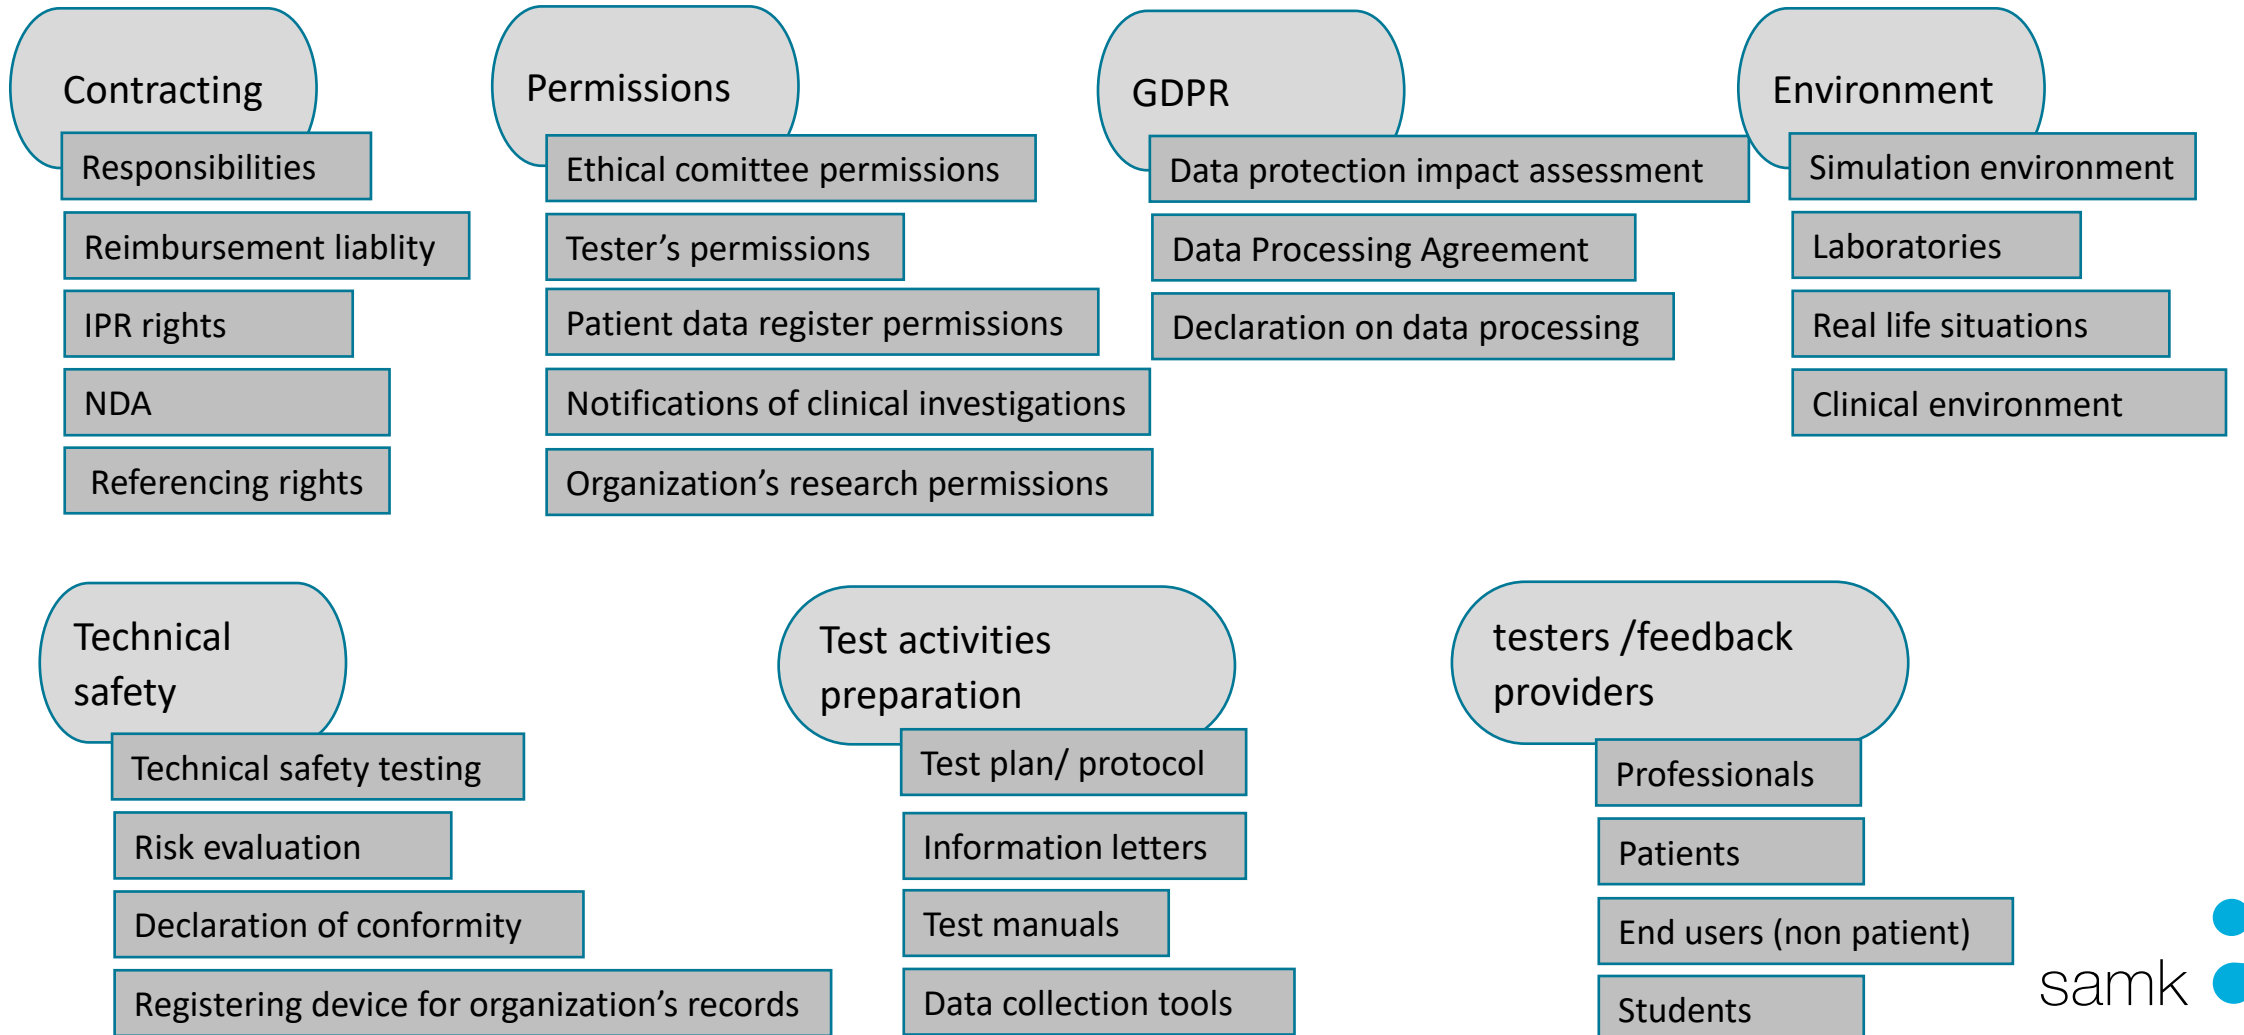 Contracting
Responsibilities
Reimbursement liablity
IPR rights
NDA
Referencing rights
Permissions
Ethical comittee permissions
Tester’s permissions
Patient data register permissions
Notifications of clinical investigations
Organization’s research permissions
GDPR
Data protection impact assessment
Data Processing Agreement
Declaration on data processing
Environment
Simulation environment
Laboratories
Real life situations
Clinical environment
Technical
safety
Technical safety testing
Risk evaluation
Declaration of conformity
Registering device for organization’s records
Test activities
preparation
Test plan/ protocol
Information letters
Test manuals
Data collection tools
testers /feedback
providers
Professionals
Patients
End users (non patient)
Students
samk